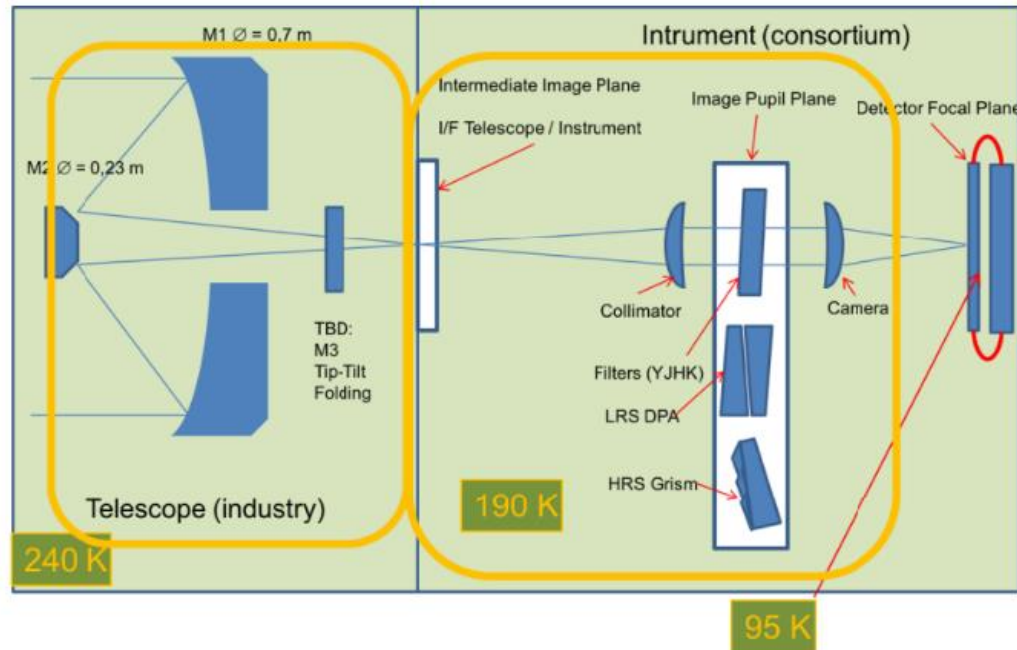 M1 Ø = 0,7 m
Intrument (consortium)
Intermediate Image Plane
Image Pupil Plane
Detector Focal Plane
I/F Telescope / Instrument
M2 Ø = 0,23 m
Collimator
Camera
TBD:
M3
Tip-Tilt
Folding
Filters (YJHK)
LRS DPA
HRS Grism
Telescope (industry)
190 K
240 K
95 K